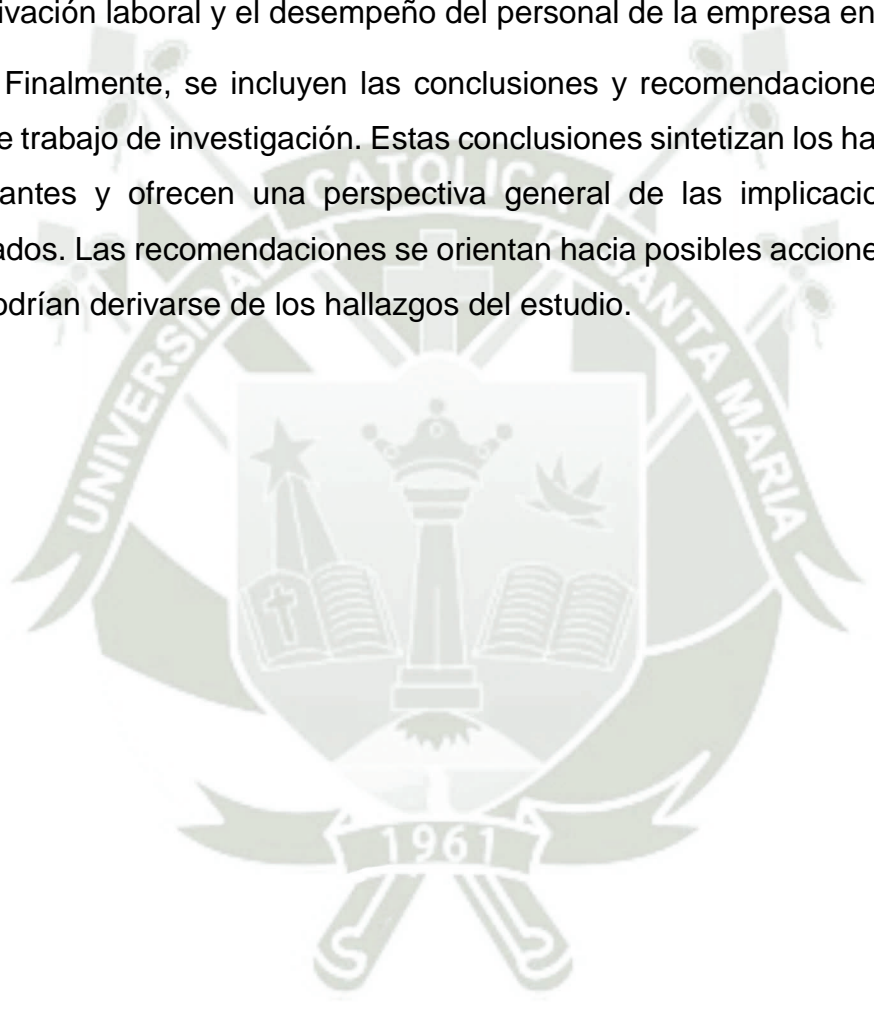 ivación laboral y el desempeño del personal de la empresa en
Finalmente, se incluyen las conclusiones y recomendacione
e trabajo de investigación. Estas conclusiones sintetizan los ha
antes y ofrecen una perspectiva general de las implicacio
ados. Las recomendaciones se orientan hacia posibles accione
odrían derivarse de los hallazgos del estudio.
UNIVERSIDAD CATOLICA SANTA MARIA
1961